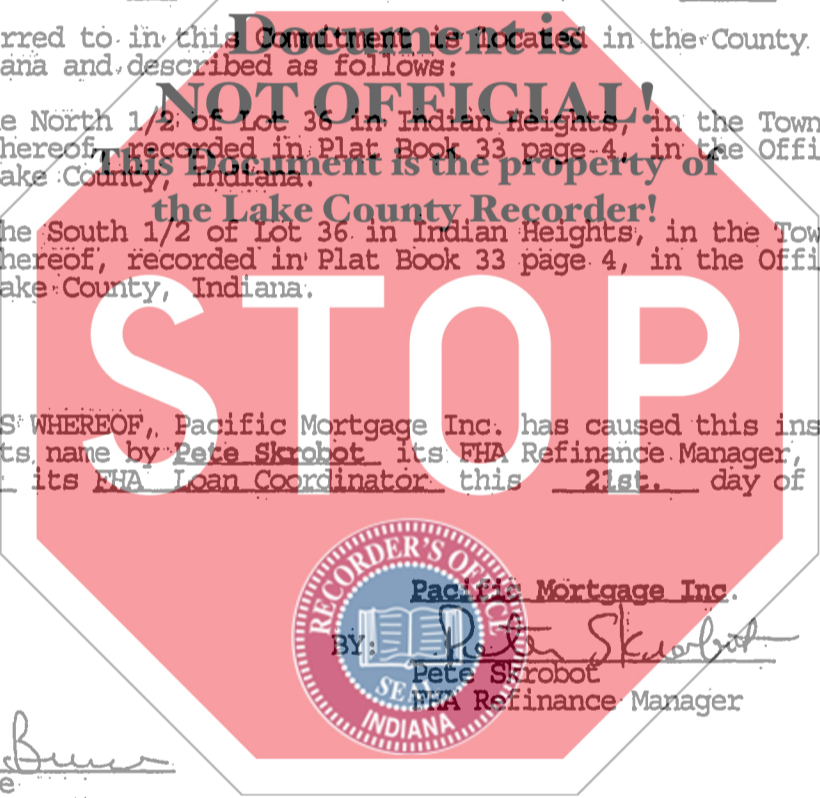 Document is
rred to in this Commitment is located in the County
ana and described as follows:
NOT OFFICIAL!
e North 1/2 of Lot 36 in Indian Heights, in the Town
hereof, recorded in Plat Book 33 page 4, in the Offi
This Document is the property of
ake County, Indiana.
the Lake County Recorder!
he South 1/2 of Lot 36 in Indian Heights, in the Tow
hereof, recorded in Plat Book 33 page 4, in the Offi
ake County, Indiana.
STOP
S WHEREOF, Pacific Mortgage Inc. has caused this ins
ts name by Pete Skrobot its FHA Refinance Manager,
its FHA Loan Coordinator this 21st. day of
RECORDER'S OFFICE
Pacific Mortgage Inc.
BY: Peter Skrobot
Pete Skrobot
SEAL
FHA Refinance Manager
INDIANA
e